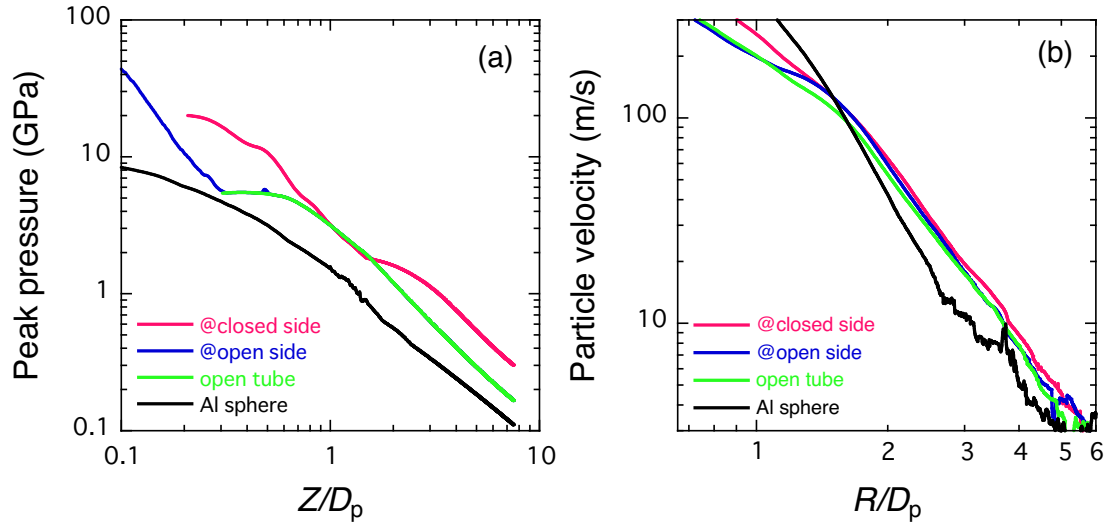 (a)
Peak pressure (GPa)
100
10
1
0.1
@closed side
@open side
open tube
Al sphere
0.1 1 10
Z/Dp
(b)
Particle velocity (m/s)
100
10
@closed side
@open side
open tube
Al sphere
1 2 3 4 5 6
R/Dp